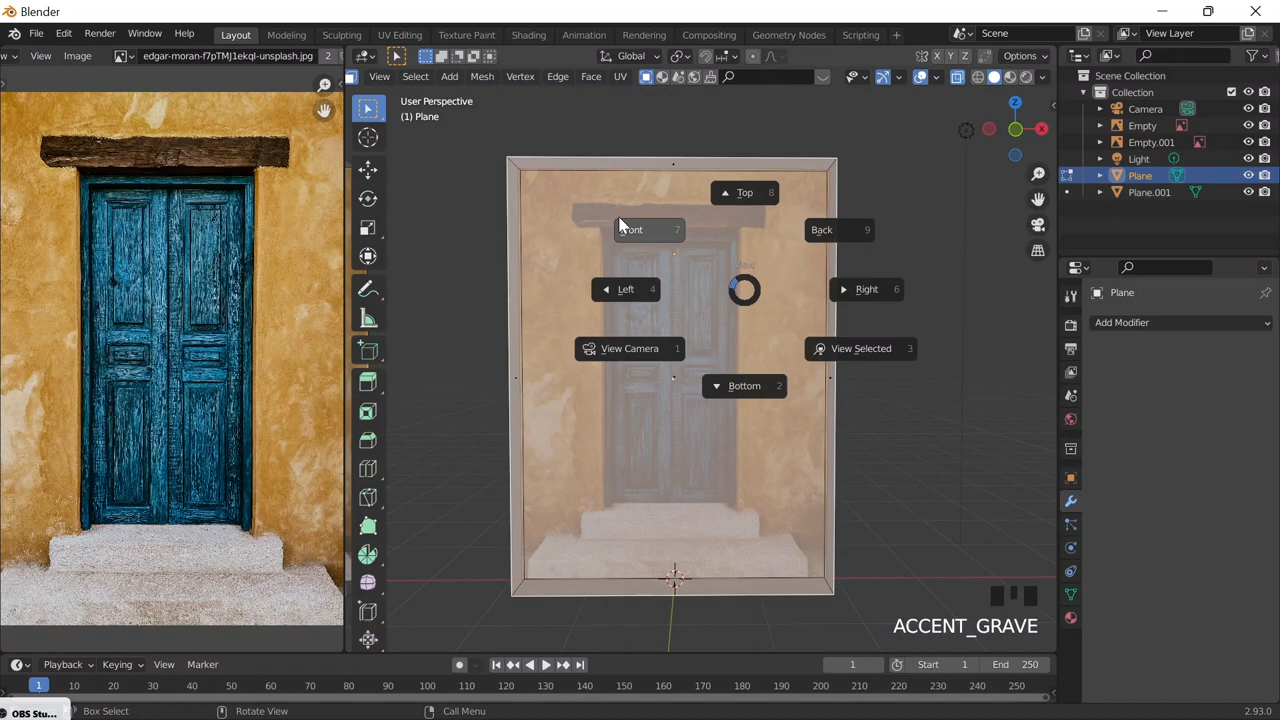 Blender
File Edit Render Window Help
Layout Modeling Sculpting UV Editing Texture Paint Shading Animation Rendering Compositing Geometry Nodes Scripting +
Scene
View Layer
View Image edgar-moran-f7pTMJ1ekqI-unsplash.jpg 2
Global
X Y Z
Options
View Select Add Mesh Vertex Edge Face UV
User Perspective
(1) Plane
Z
X
Top 8
Back 9
7
View
Left 4
Right 6
View Camera 1
View Selected 3
Bottom 2
ACCENT_GRAVE
Scene Collection
Collection
Camera
Empty
Empty.001
Light
Plane
Plane.001
Plane
Add Modifier
Playback Keying View Marker
1
Start 1
End 250
1 10 20 30 40 50 60 70 80 90 100 110 120 130 140 150 160 170 180 190 200 210 220 230 240 250
OBS Stu...
Box Select
Rotate View
Call Menu
2.93.0